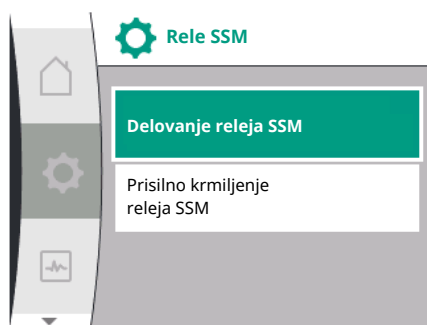 Rele SSM
Delovanje releja SSM
Prisilno krmiljenje
releja SSM